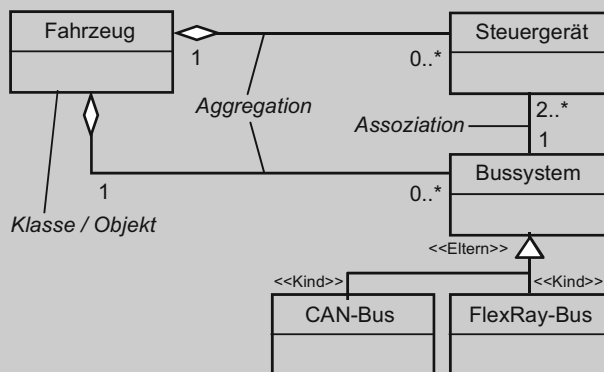 Fahrzeug
Steuergerät
1
0..*
Aggregation
Assoziation
2..*
1
1
0..*
Bussystem
Klasse / Objekt
<<Eltern>>
<<Kind>>
<<Kind>>
CAN-Bus
FlexRay-Bus